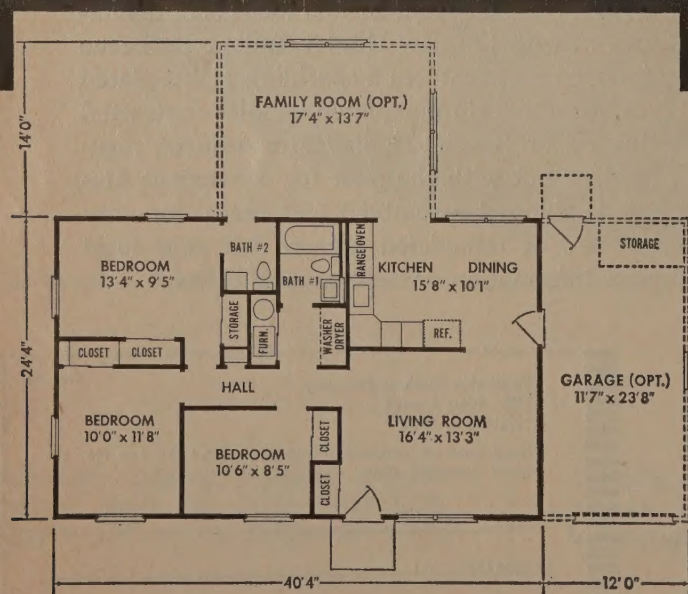 FAMILY ROOM (OPT.)
17'4" x 13'7"
14'0"
BEDROOM
13'4" x 9'5"
BATH #2
BATH #1
RANGE OVEN
KITCHEN DINING
15'8" x 10'1"
STORAGE
STORAGE
FURN.
WASHER
DRYER
REF.
CLOSET CLOSET
HALL
24'4"
BEDROOM
10'0" x 11'8"
BEDROOM
10'6" x 8'5"
CLOSET
CLOSET
LIVING ROOM
16'4" x 13'3"
GARAGE (OPT.)
11'7" x 23'8"
40'4"
12'0"